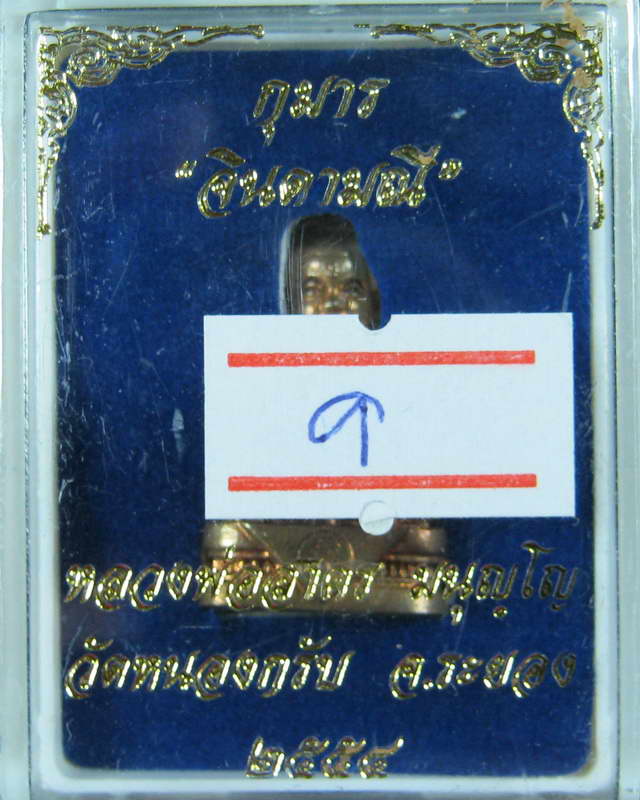 กุมาร
"จินดามณี"
หลวงพ่อสาคร มนุญฺโญ
วัดหนองกรับ จ.ระยอง
๒๕๕๔